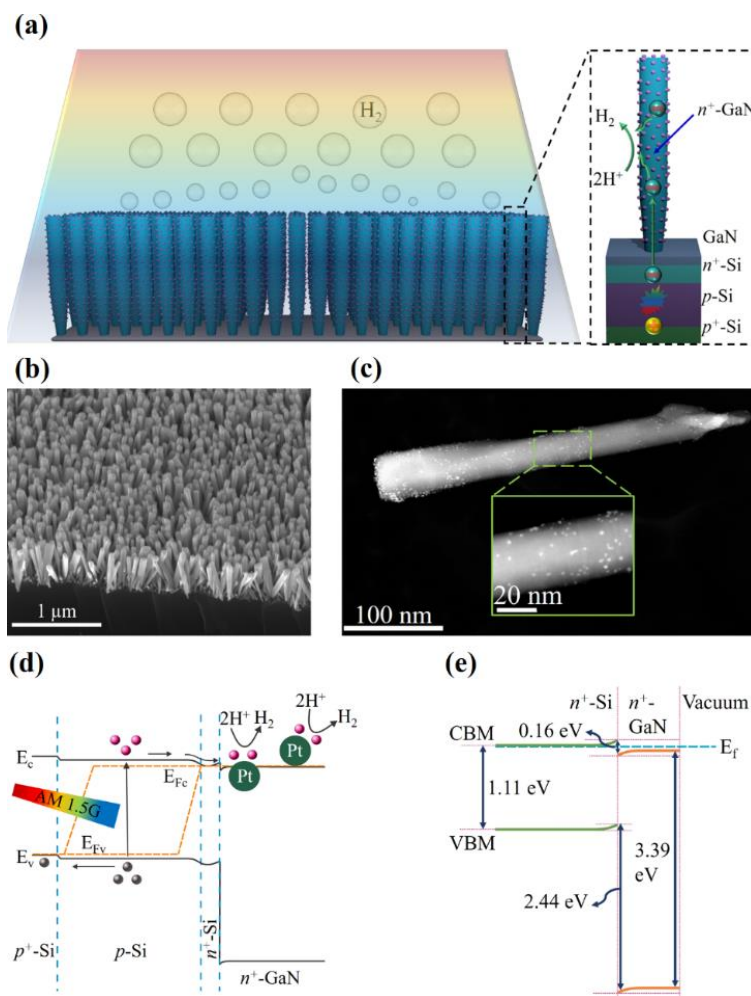 (a)
H2
H2
2H+
n+-GaN
GaN
n+-Si
p-Si
p+-Si
(b)
1 µm
(c)
20 nm
100 nm
(d)
Ec
Ev
AM 1.5G
EFc
EFv
2H+ H2
2H+
H2
Pt
Pt
p+-Si
p-Si
n+-Si
n+-GaN
(e)
n+-Si
n+-
GaN
Vacuum
CBM
0.16 eV
Ef
1.11 eV
VBM
3.39
eV
2.44 eV